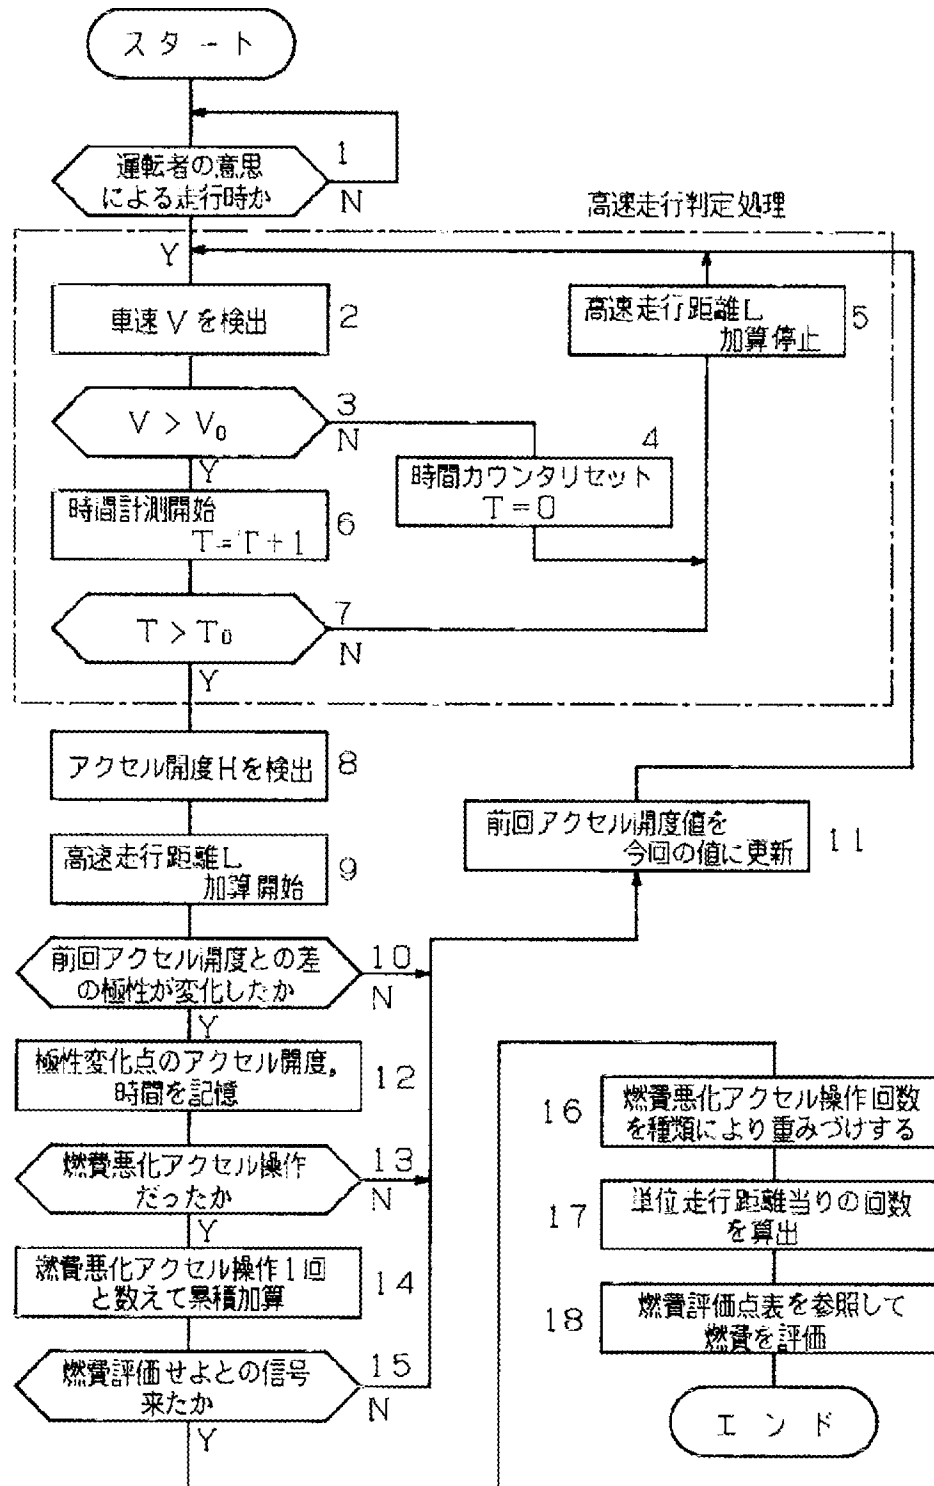 スタート
運転者の意思
による走行時か
1
N
高速走行判定処理
Y
車速Vを検出
2
高速走行距離L
加算停止
5
V > V₀
3
N
Y
時間カウンタリセット
T=0
4
時間計測開始
T=T+1
6
T > T₀
7
N
Y
アクセル開度Hを検出
8
高速走行距離L
加算開始
9
前回アクセル開度値を
今回の値に更新
11
前回アクセル開度との差
の極性が変化したか
10
N
Y
極性変化点のアクセル開度,
時間を記憶
12
燃費悪化アクセル操作
だったか
13
N
Y
燃費悪化アクセル操作1回
と数えて累積加算
14
燃費評価せよとの信号
来たか
15
N
Y
16
燃費悪化アクセル操作回数
を種類により重みづけする
17
単位走行距離当りの回数
を算出
18
燃費評価点表を参照して
燃費を評価
エンド